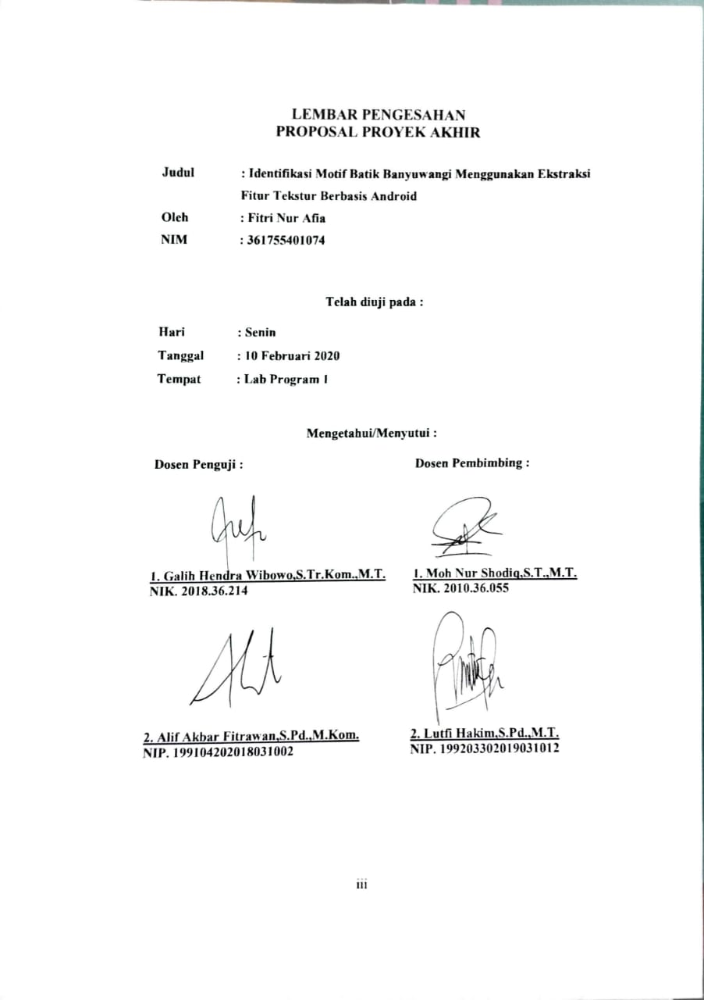 LEMBAR PENGESAHAN
PROPOSAL PROYEK AKHIR
Judul : Identifikasi Motif Batik Banyuwangi Menggunakan Ekstraksi
Fitur Tekstur Berbasis Android
Oleh : Fitri Nur Afia
NIM : 361755401074
Telah diuji pada :
Hari : Senin
Tanggal : 10 Februari 2020
Tempat : Lab Program 1
Mengetahui/Menyutui :
Dosen Penguji : Dosen Pembimbing :
1. Galih Hendra Wibowo,S.Tr.Kom.,M.T. 1. Moh Nur Shodiq,S.T.,M.T.
NIK. 2018.36.214 NIK. 2010.36.055
2. Alif Akbar Fitrawan,S.Pd.,M.Kom. 2. Lutfi Hakim,S.Pd.,M.T.
NIP. 199104202018031002 NIP. 199203302019031012
iii